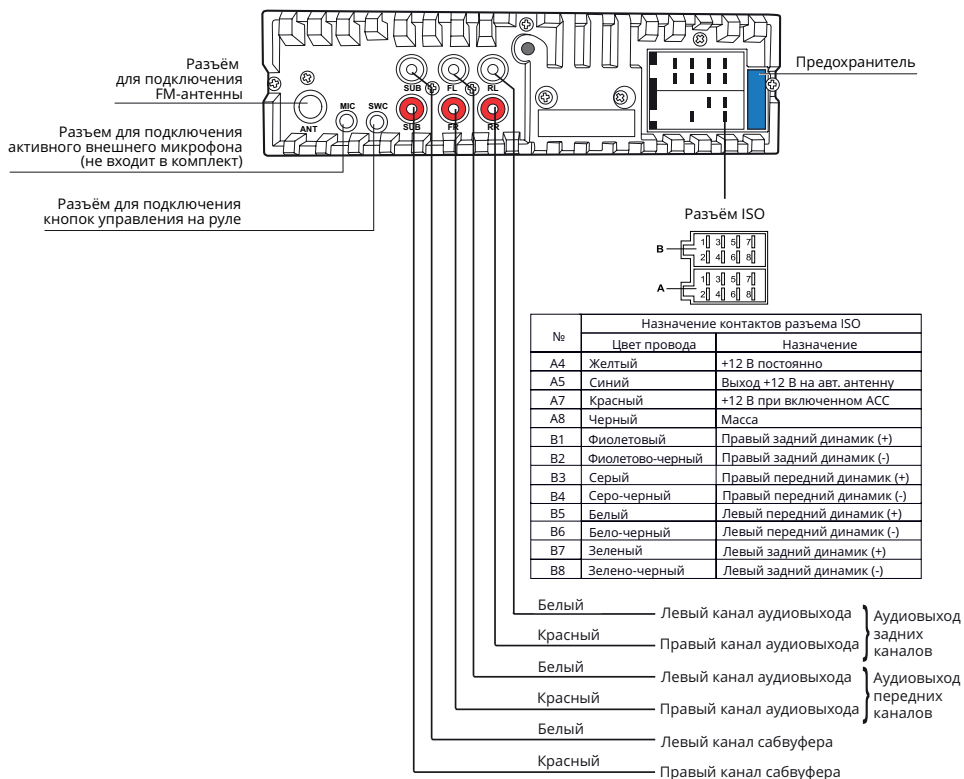 Разъём
для подключения
FM-антенны
Разъем для подключения
активного внешнего микрофона
(не входит в комплект)
Разъём для подключения
кнопок управления на руле
ANT
MIC
SWC
SUB
FL
RL
SUB
FR
RR
Предохранитель
Разъём ISO
B
1 3 5 7
2 4 6 8
A
1 3 5 7
2 4 6 8
№ Назначение контактов разъема ISO
Цвет провода Назначение
A4 Желтый +12 В постоянно
A5 Синий Выход +12 В на авт. антенну
A7 Красный +12 В при включенном ACC
A8 Черный Масса
B1 Фиолетовый Правый задний динамик (+)
B2 Фиолетово-черный Правый задний динамик (-)
B3 Серый Правый передний динамик (+)
B4 Серо-черный Правый передний динамик (-)
B5 Белый Левый передний динамик (+)
B6 Бело-черный Левый передний динамик (-)
B7 Зеленый Левый задний динамик (+)
B8 Зелено-черный Левый задний динамик (-)
Белый Левый канал аудиовыхода
Красный Правый канал аудиовыхода
Аудиовыход
задних
каналов
Белый Левый канал аудиовыхода
Красный Правый канал аудиовыхода
Аудиовыход
передних
каналов
Белый Левый канал сабвуфера
Красный Правый канал сабвуфера